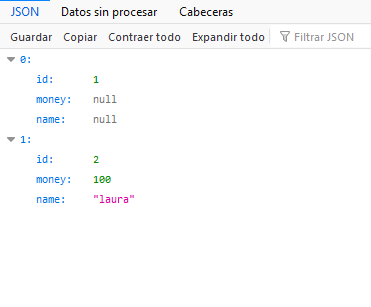 JSON Datos sin procesar Cabeceras
Guardar Copiar Contraer todo Expandir todo Filtrar JSON
0:
id: 1
money: null
name: null
1:
id: 2
money: 100
name: "laura"